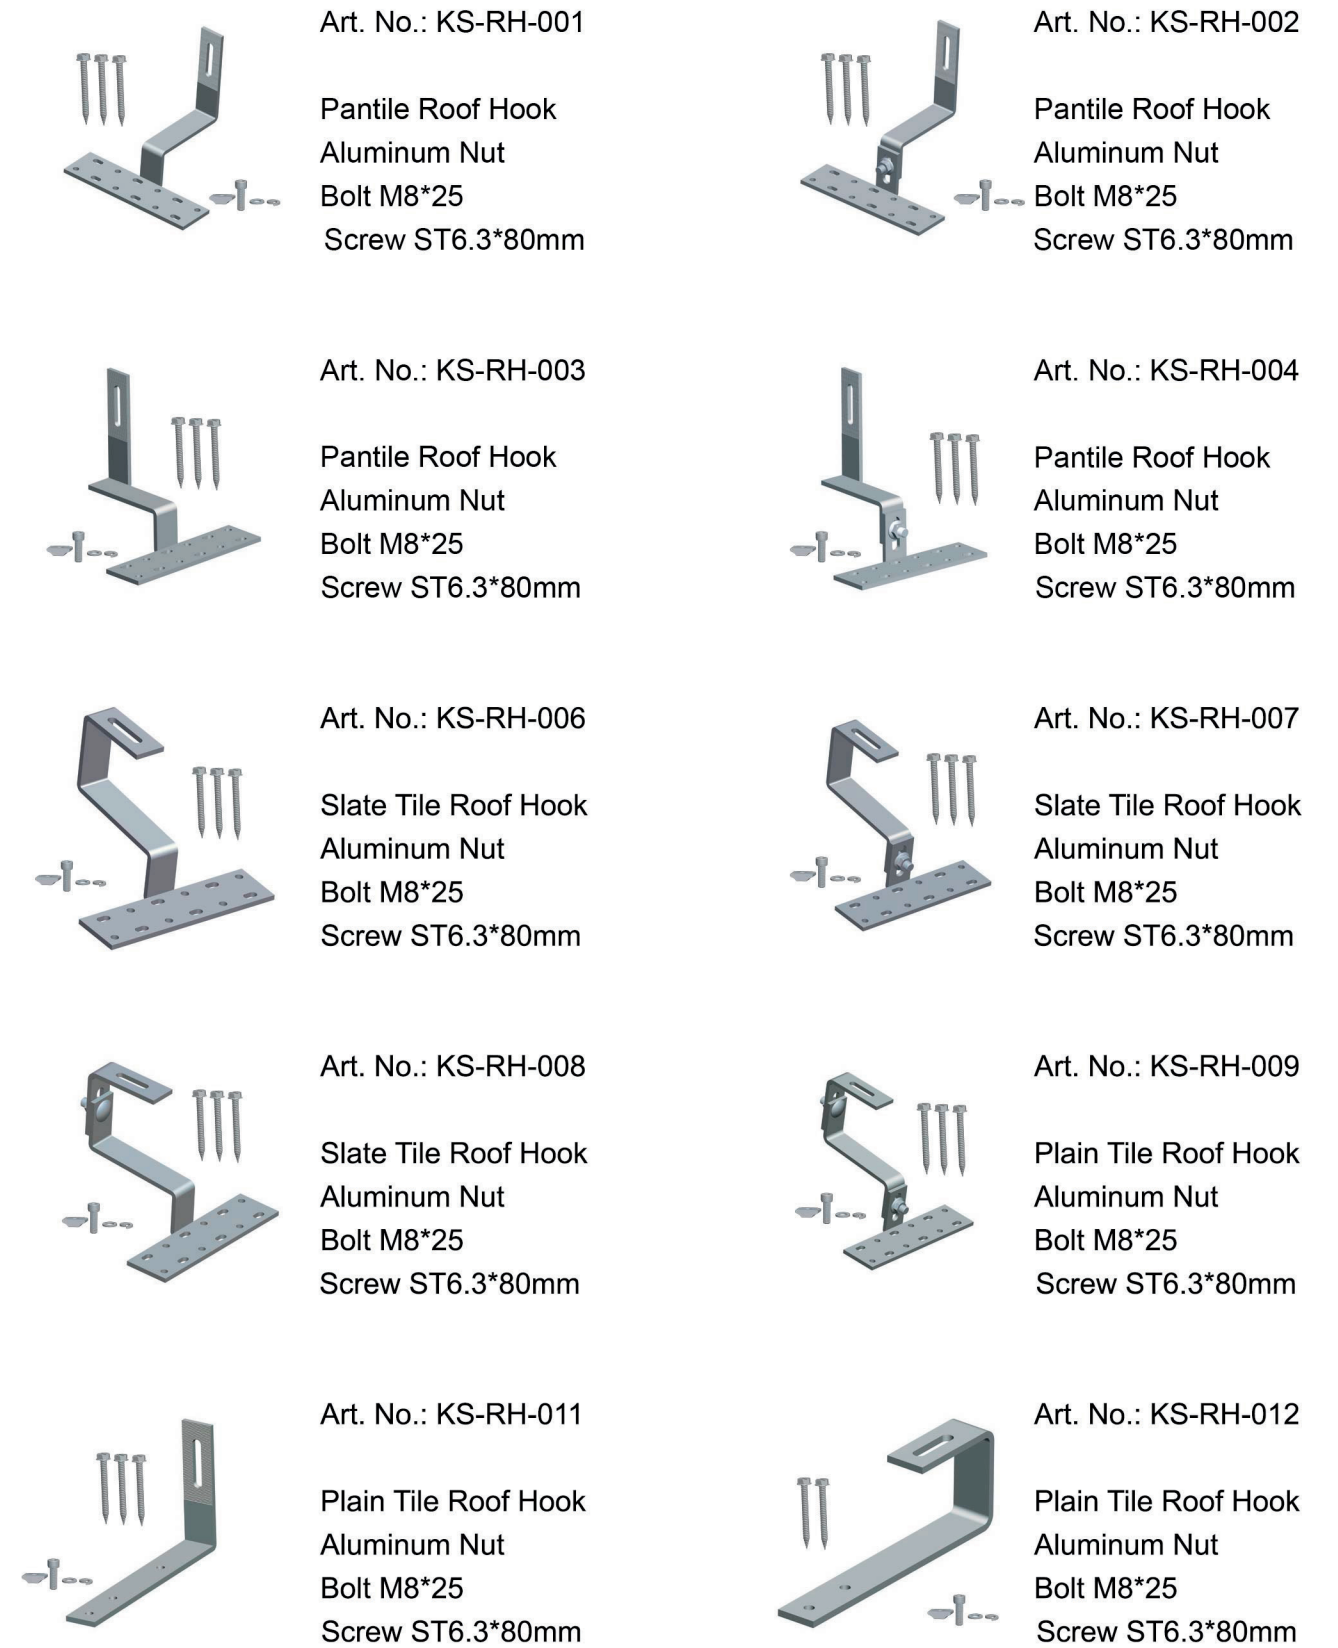 Art. No.: KS-RH-001
Pantile Roof Hook
Aluminum Nut
Bolt M8*25
Screw ST6.3*80mm
Art. No.: KS-RH-002
Pantile Roof Hook
Aluminum Nut
Bolt M8*25
Screw ST6.3*80mm
Art. No.: KS-RH-003
Pantile Roof Hook
Aluminum Nut
Bolt M8*25
Screw ST6.3*80mm
Art. No.: KS-RH-004
Pantile Roof Hook
Aluminum Nut
Bolt M8*25
Screw ST6.3*80mm
Art. No.: KS-RH-006
Slate Tile Roof Hook
Aluminum Nut
Bolt M8*25
Screw ST6.3*80mm
Art. No.: KS-RH-007
Slate Tile Roof Hook
Aluminum Nut
Bolt M8*25
Screw ST6.3*80mm
Art. No.: KS-RH-008
Slate Tile Roof Hook
Aluminum Nut
Bolt M8*25
Screw ST6.3*80mm
Art. No.: KS-RH-009
Plain Tile Roof Hook
Aluminum Nut
Bolt M8*25
Screw ST6.3*80mm
Art. No.: KS-RH-011
Plain Tile Roof Hook
Aluminum Nut
Bolt M8*25
Screw ST6.3*80mm
Art. No.: KS-RH-012
Plain Tile Roof Hook
Aluminum Nut
Bolt M8*25
Screw ST6.3*80mm